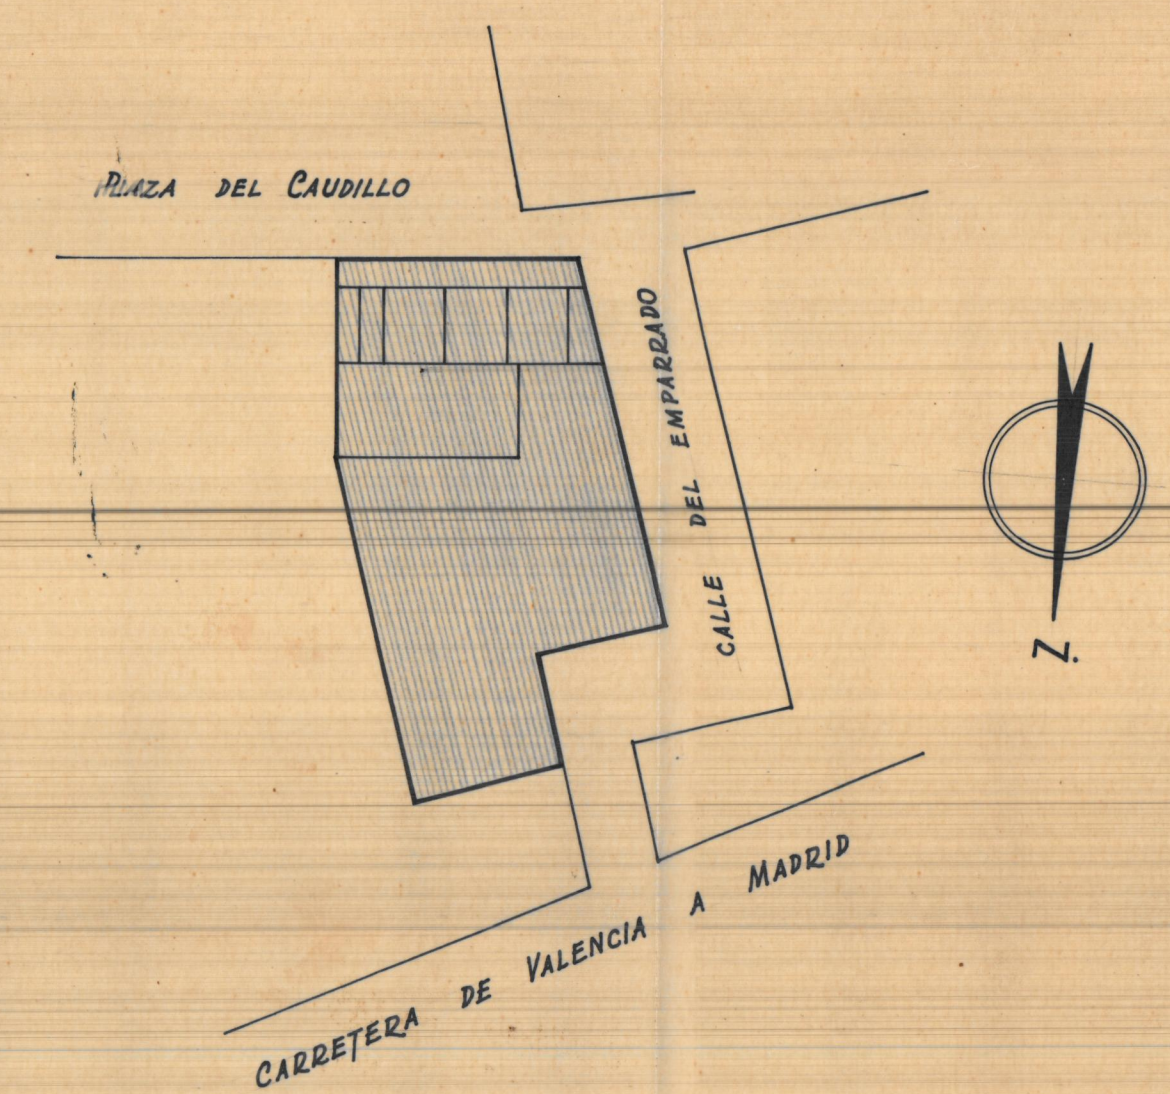 PLAZA DEL CAUDILLO
CALLE DEL EMPARRADO
N.
CARRETERA DE VALENCIA A MADRID